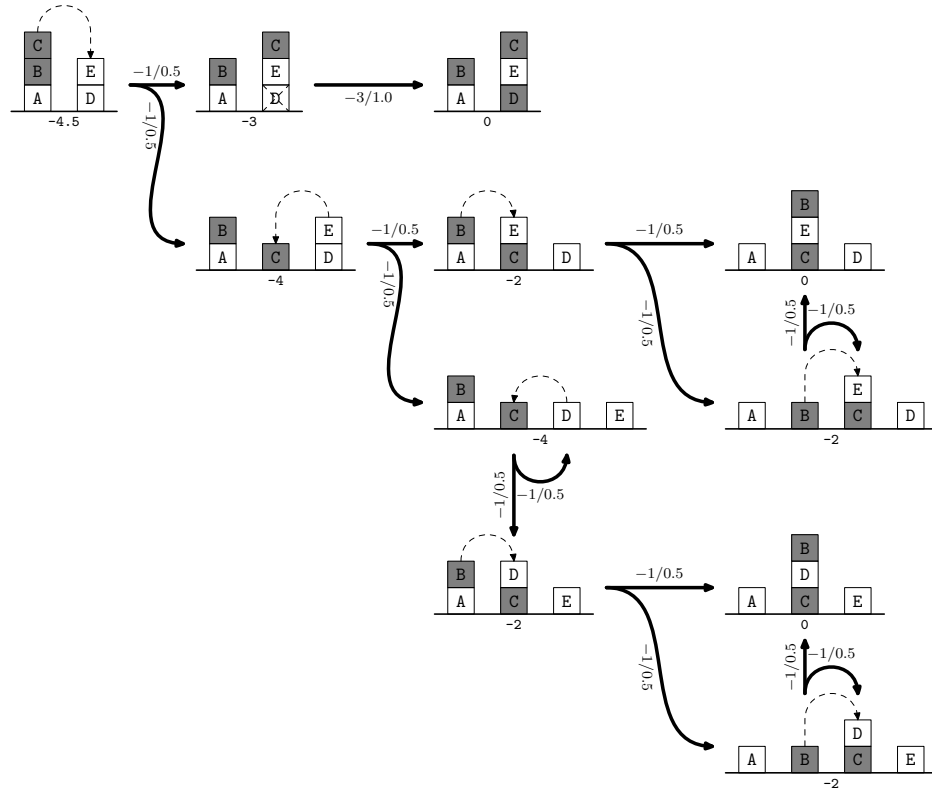 C
B E C C
A D −1/0.5 B E B E
−1/0.5 A D −3/1.0 A D
-4.5 -3 0
B
B E −1/0.5 B E −1/0.5 E
A C D −1/0.5 A C D −1/0.5 A C D
-4 -2 0
−1/0.5 −1/0.5
B E
A C D E A B C D
-4 -2
−1/0.5 −1/0.5
B
B D −1/0.5 D
A C E −1/0.5 A C E
-2 0
−1/0.5 −1/0.5
D
A B C E
-2